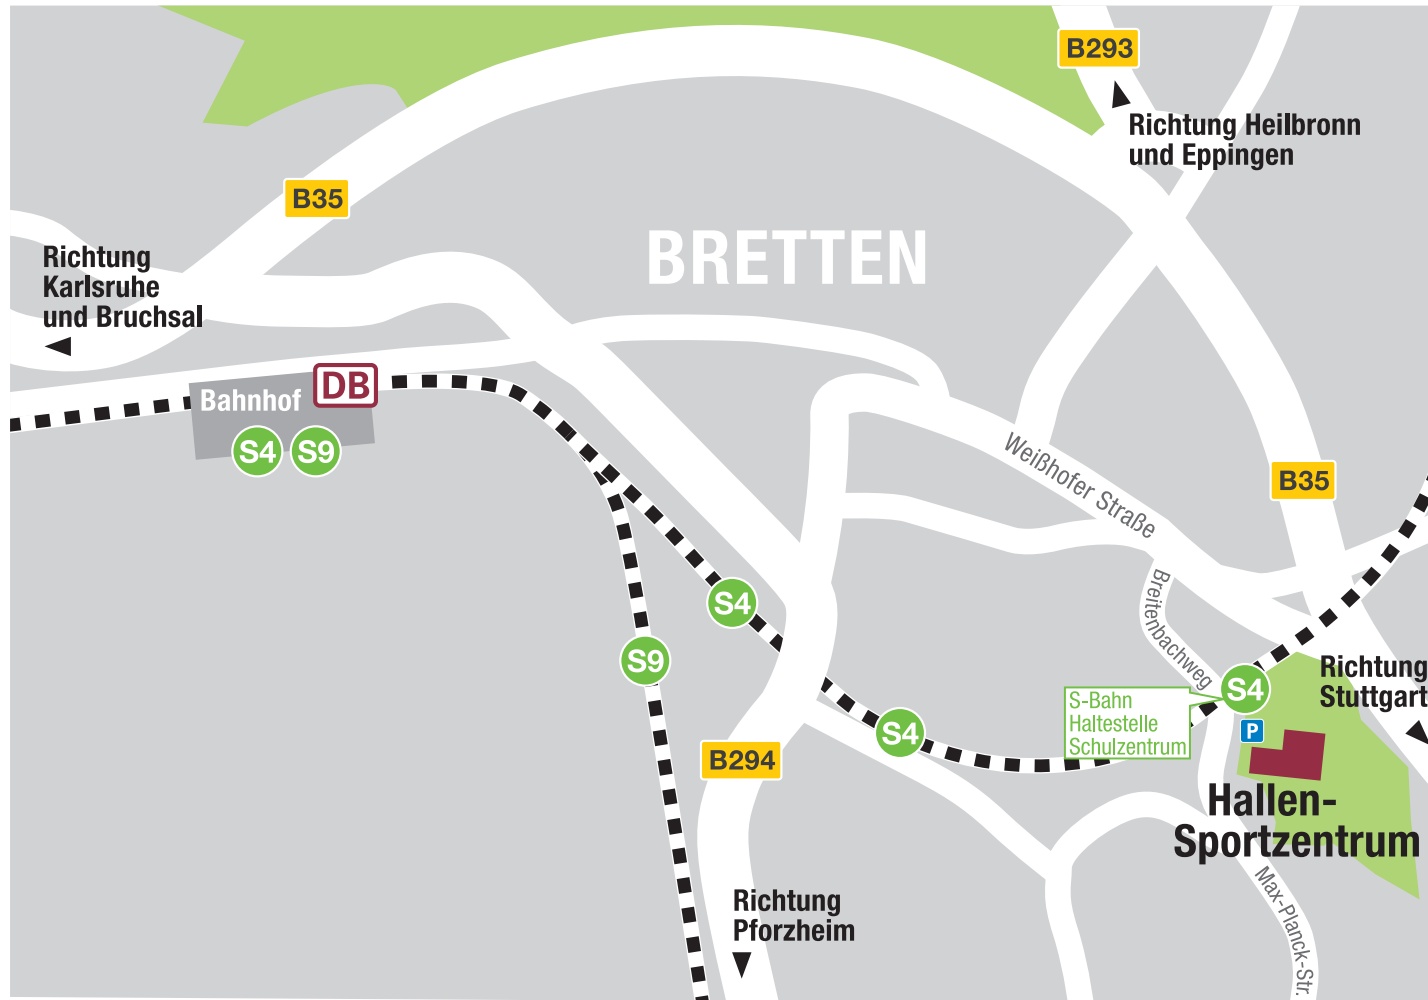 B293
Richtung Heilbronn
und Eppingen
B35
BRETTEN
Richtung
Karlsruhe
und Bruchsal
Bahnhof
DB
S4
S9
Weißhofer Straße
B35
Breitenbachweg
S4
S9
S4
S4
S-Bahn
Haltestelle
Schulzentrum
P
Richtung
Stuttgart
B294
Hallen-
Sportzentrum
Max-Planck-Str.
Richtung
Pforzheim